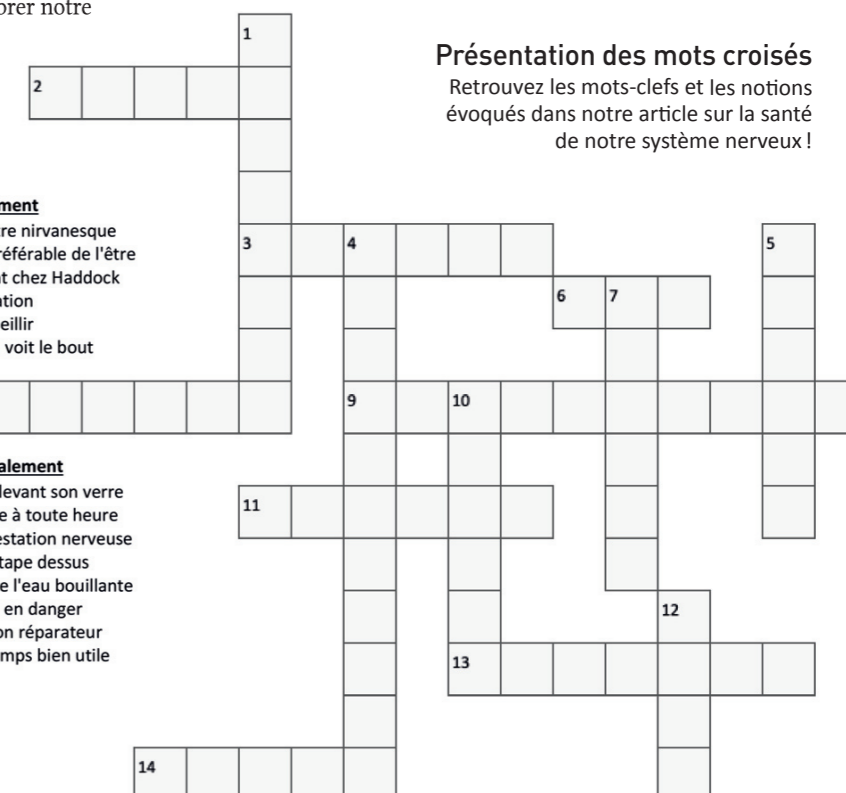 brer notre
Présentation des mots croisés
Retrouvez les mots-clefs et les notions
évoqués dans notre article sur la santé
de notre système nerveux !
1
2
ment
tre nirvanesque
référable de l'être
t chez Haddock
ation
eillir
voit le bout
3
4
5
6
7
9
10
alement
devant son verre
e à toute heure
estation nerveuse
tape dessus
e l'eau bouillante
en danger
on réparateur
mps bien utile
11
12
13
14